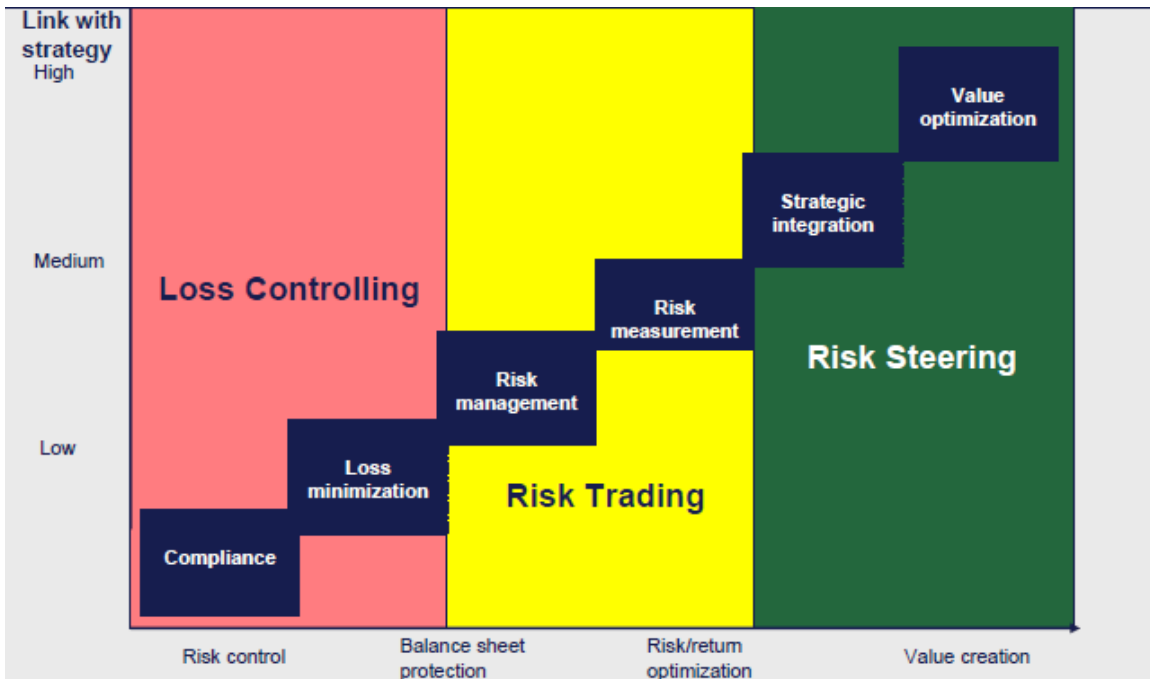 Link with
strategy
High
Value
optimization
Strategic
integration
Medium
Loss Controlling
Risk
measurement
Risk Steering
Risk
management
Low
Loss
minimization
Risk Trading
Compliance
Risk control
Balance sheet
protection
Risk/return
optimization
Value creation